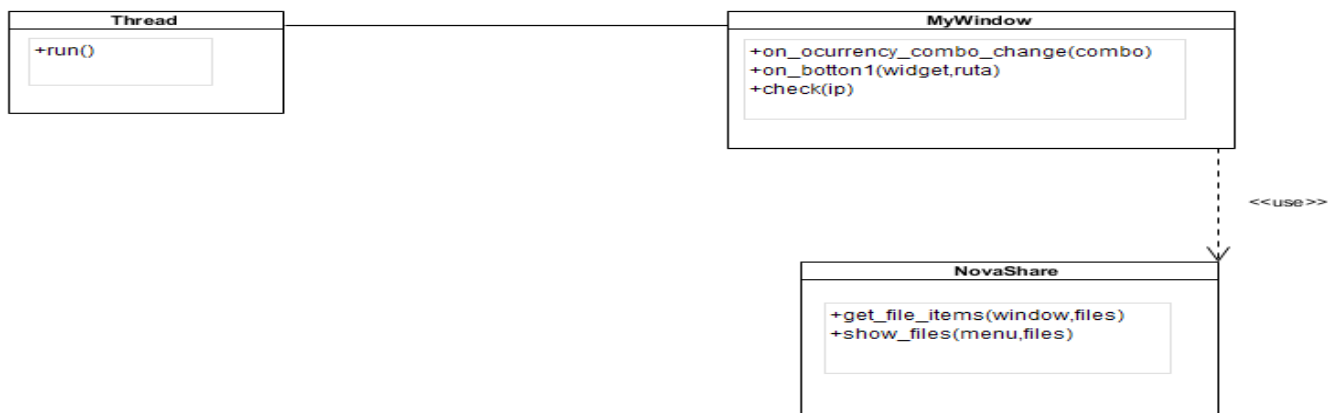 Thread
+run()
MyWindow
+on_ocurrency_combo_change(combo)
+on_botton1(widget,ruta)
+check(ip)
<<use>>
NovaShare
+get_file_items(window,files)
+show_files(menu,files)